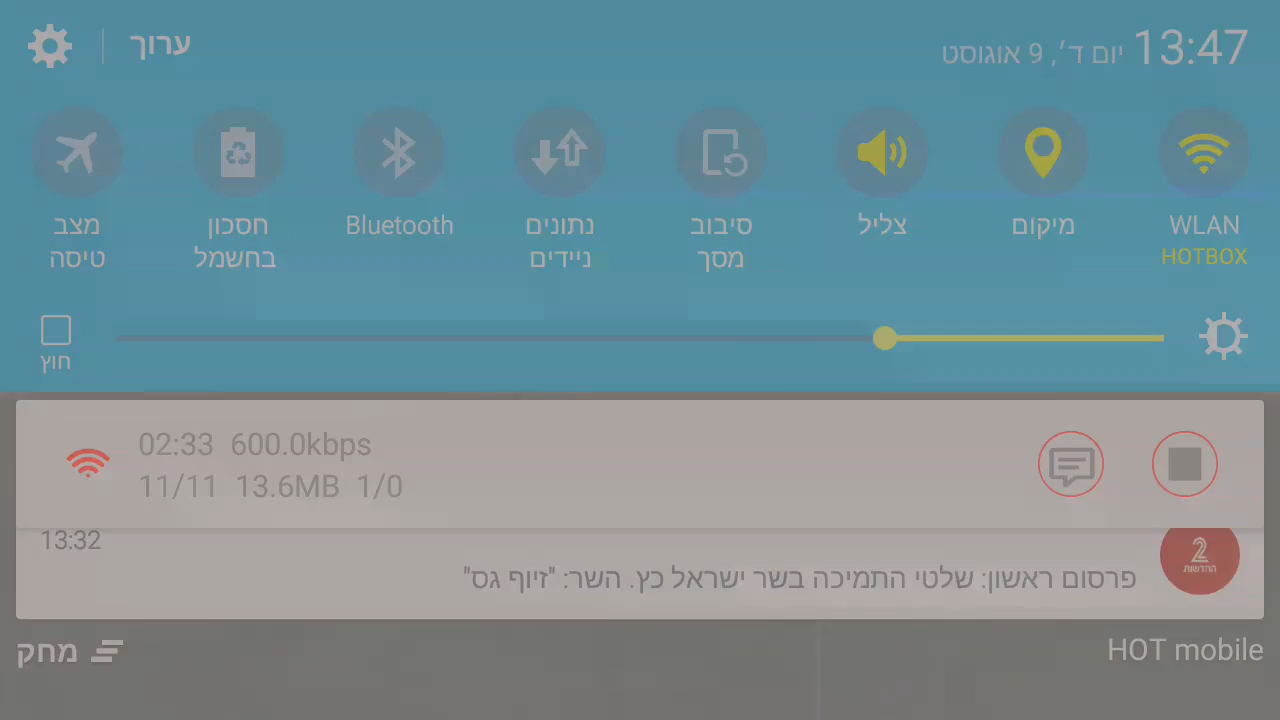 13:47 יום ד׳, 9 אוגוסט
ערוך
WLAN
HOTBOX
מיקום
צליל
סיבוב
מסך
נתונים
ניידים
Bluetooth
חסכון
בחשמל
מצב
טיסה
חוץ
02:33 600.0kbps
11/11 13.6MB 1/0
13:32
2
החדשות
פרסום ראשון: שלטי התמיכה בשר ישראל כץ. השר: "זיוף גס"
HOT mobile
מחק